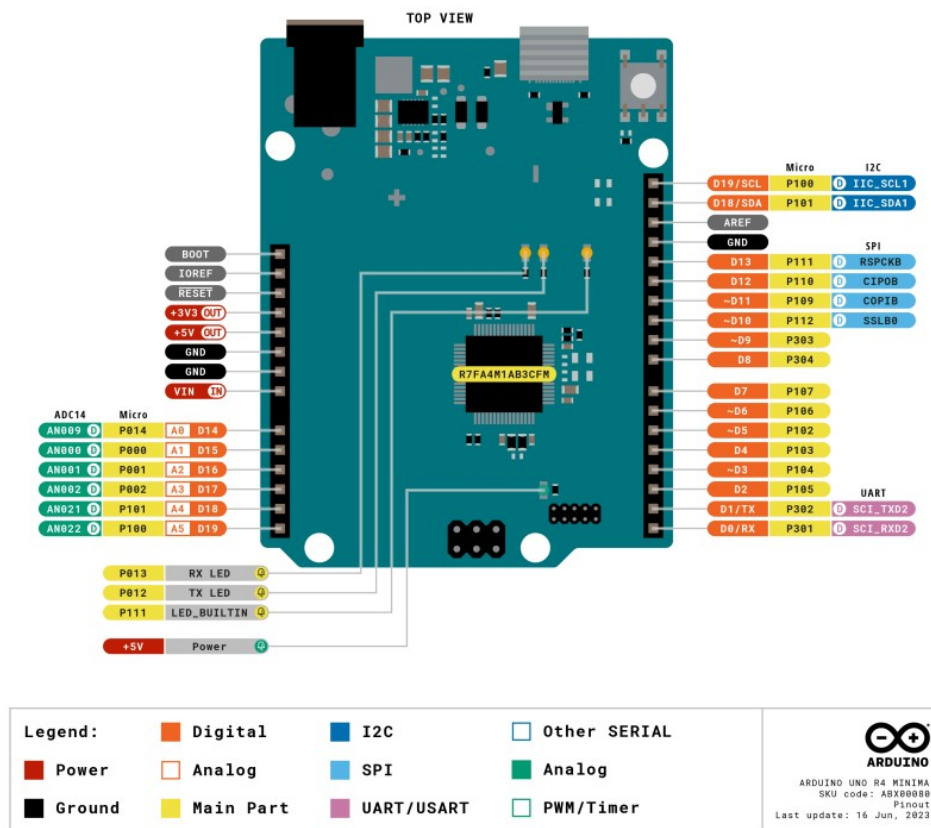 TOP VIEW
Micro I2C
D19/SCL P100 D IIC_SCL1
D18/SDA P101 D IIC_SDA1
AREF
GND
SPI
D13 P111 D RSPCKB
D12 P110 D CIPOB
~D11 P109 D COPIB
~D10 P112 D SSLB0
~D9 P303
D8 P304
D7 P107
~D6 P106
~D5 P102
D4 P103
~D3 P104
D2 P105
UART
D1/TX P302 D SCI_TXD2
D0/RX P301 D SCI_RXD2
BOOT
IOREF
RESET
+3V3 OUT
+5V OUT
GND
GND
VIN IN
ADC14 Micro
AN009 D P014 A0 D14
AN000 D P000 A1 D15
AN001 D P001 A2 D16
AN002 D P002 A3 D17
AN021 D P101 A4 D18
AN022 D P100 A5 D19
R7FA4M1AB3CFM
P013 RX LED
P012 TX LED
P111 LED_BUILTIN
+5V Power
Legend:
Power
Ground
Digital
Analog
Main Part
I2C
SPI
UART/USART
Other SERIAL
Analog
PWM/Timer
ARDUINO
ARDUINO UNO R4 MINIMA
SKU code: ABX00080
Pinout
Last update: 16 Jun, 2023